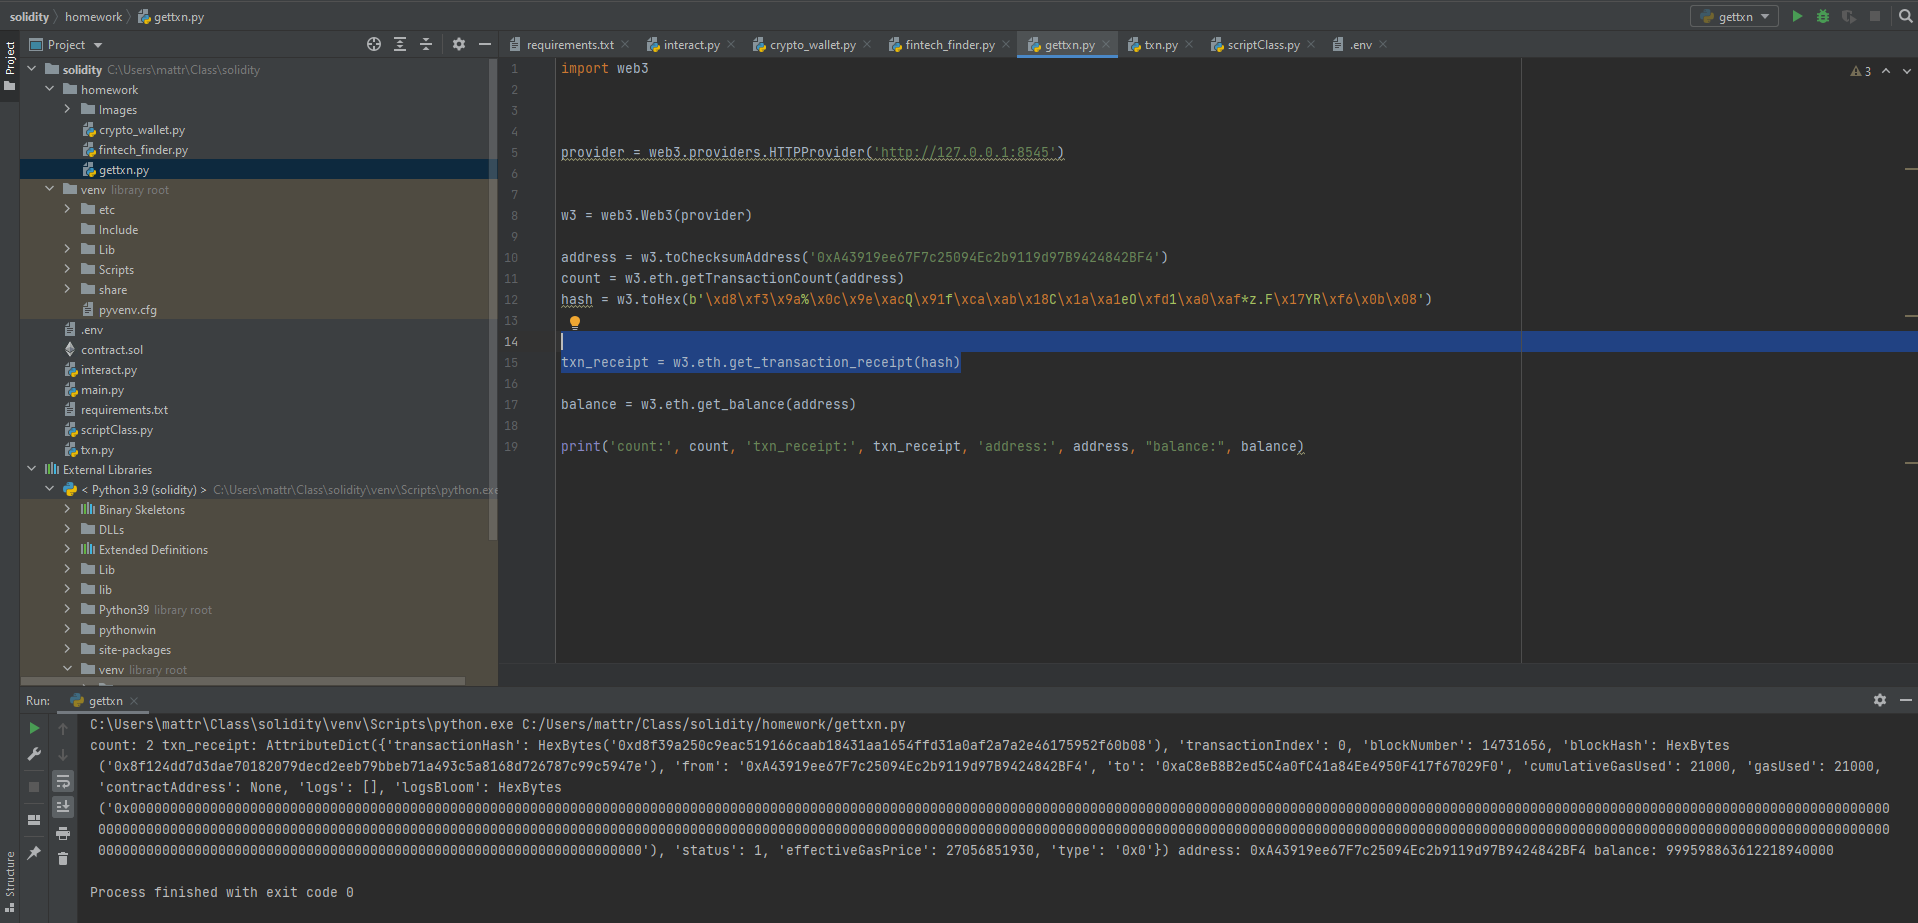 solidity homework gettxn.py gettxn
Project requirements.txt interact.py crypto_wallet.py fintech_finder.py gettxn.py txn.py scriptClass.py .env
Project
solidity C:\Users\mattr\Class\solidity
homework
Images
crypto_wallet.py
fintech_finder.py
gettxn.py
venv library root
etc
Include
Lib
Scripts
share
pyvenv.cfg
.env
contract.sol
interact.py
main.py
requirements.txt
scriptClass.py
txn.py
External Libraries
< Python 3.9 (solidity) > C:\Users\mattr\Class\solidity\venv\Scripts\python.exe
Binary Skeletons
DLLs
Extended Definitions
Lib
lib
Python39 library root
pythonwin
site-packages
venv library root
1 import web3
3
2
3
4
5 provider = web3.providers.HTTPProvider('http://127.0.0.1:8545')
6
7
8 w3 = web3.Web3(provider)
9
10 address = w3.toChecksumAddress('0xA43919ee67F7c25094Ec2b9119d97B9424842BF4')
11 count = w3.eth.getTransactionCount(address)
12 hash = w3.toHex(b'\xd8\xf3\x9a%\x0c\x9e\xacQ\x91f\xca\xab\x18C\x1a\xa1eO\xfd1\xa0\xaf*z.F\x17YR\xf6\x0b\x08')
13
14
15 txn_receipt = w3.eth.get_transaction_receipt(hash)
16
17 balance = w3.eth.get_balance(address)
18
19 print('count:', count, 'txn_receipt:', txn_receipt, 'address:', address, "balance:", balance)
Run: gettxn
C:\Users\mattr\Class\solidity\venv\Scripts\python.exe C:/Users/mattr/Class/solidity/homework/gettxn.py
count: 2 txn_receipt: AttributeDict({'transactionHash': HexBytes('0xd8f39a250c9eac519166caab18431aa1654ffd31a0af2a7a2e46175952f60b08'), 'transactionIndex': 0, 'blockNumber': 14731656, 'blockHash': HexBytes
('0x8f124dd7d3dae70182079decd2eeb79bbeb71a493c5a8168d726787c99c5947e'), 'from': '0xA43919ee67F7c25094Ec2b9119d97B9424842BF4', 'to': '0xaC8eB8B2ed5C4a0fC41a84Ee4950F417f67029F0', 'cumulativeGasUsed': 21000, 'gasUsed': 21000,
'contractAddress': None, 'logs': [], 'logsBloom': HexBytes
'), 'status': 1, 'effectiveGasPrice': 27056851930, 'type': '0x0'}) address: 0xA43919ee67F7c25094Ec2b9119d97B9424842BF4 balance: 999598863612218940000
Process finished with exit code 0
Structure